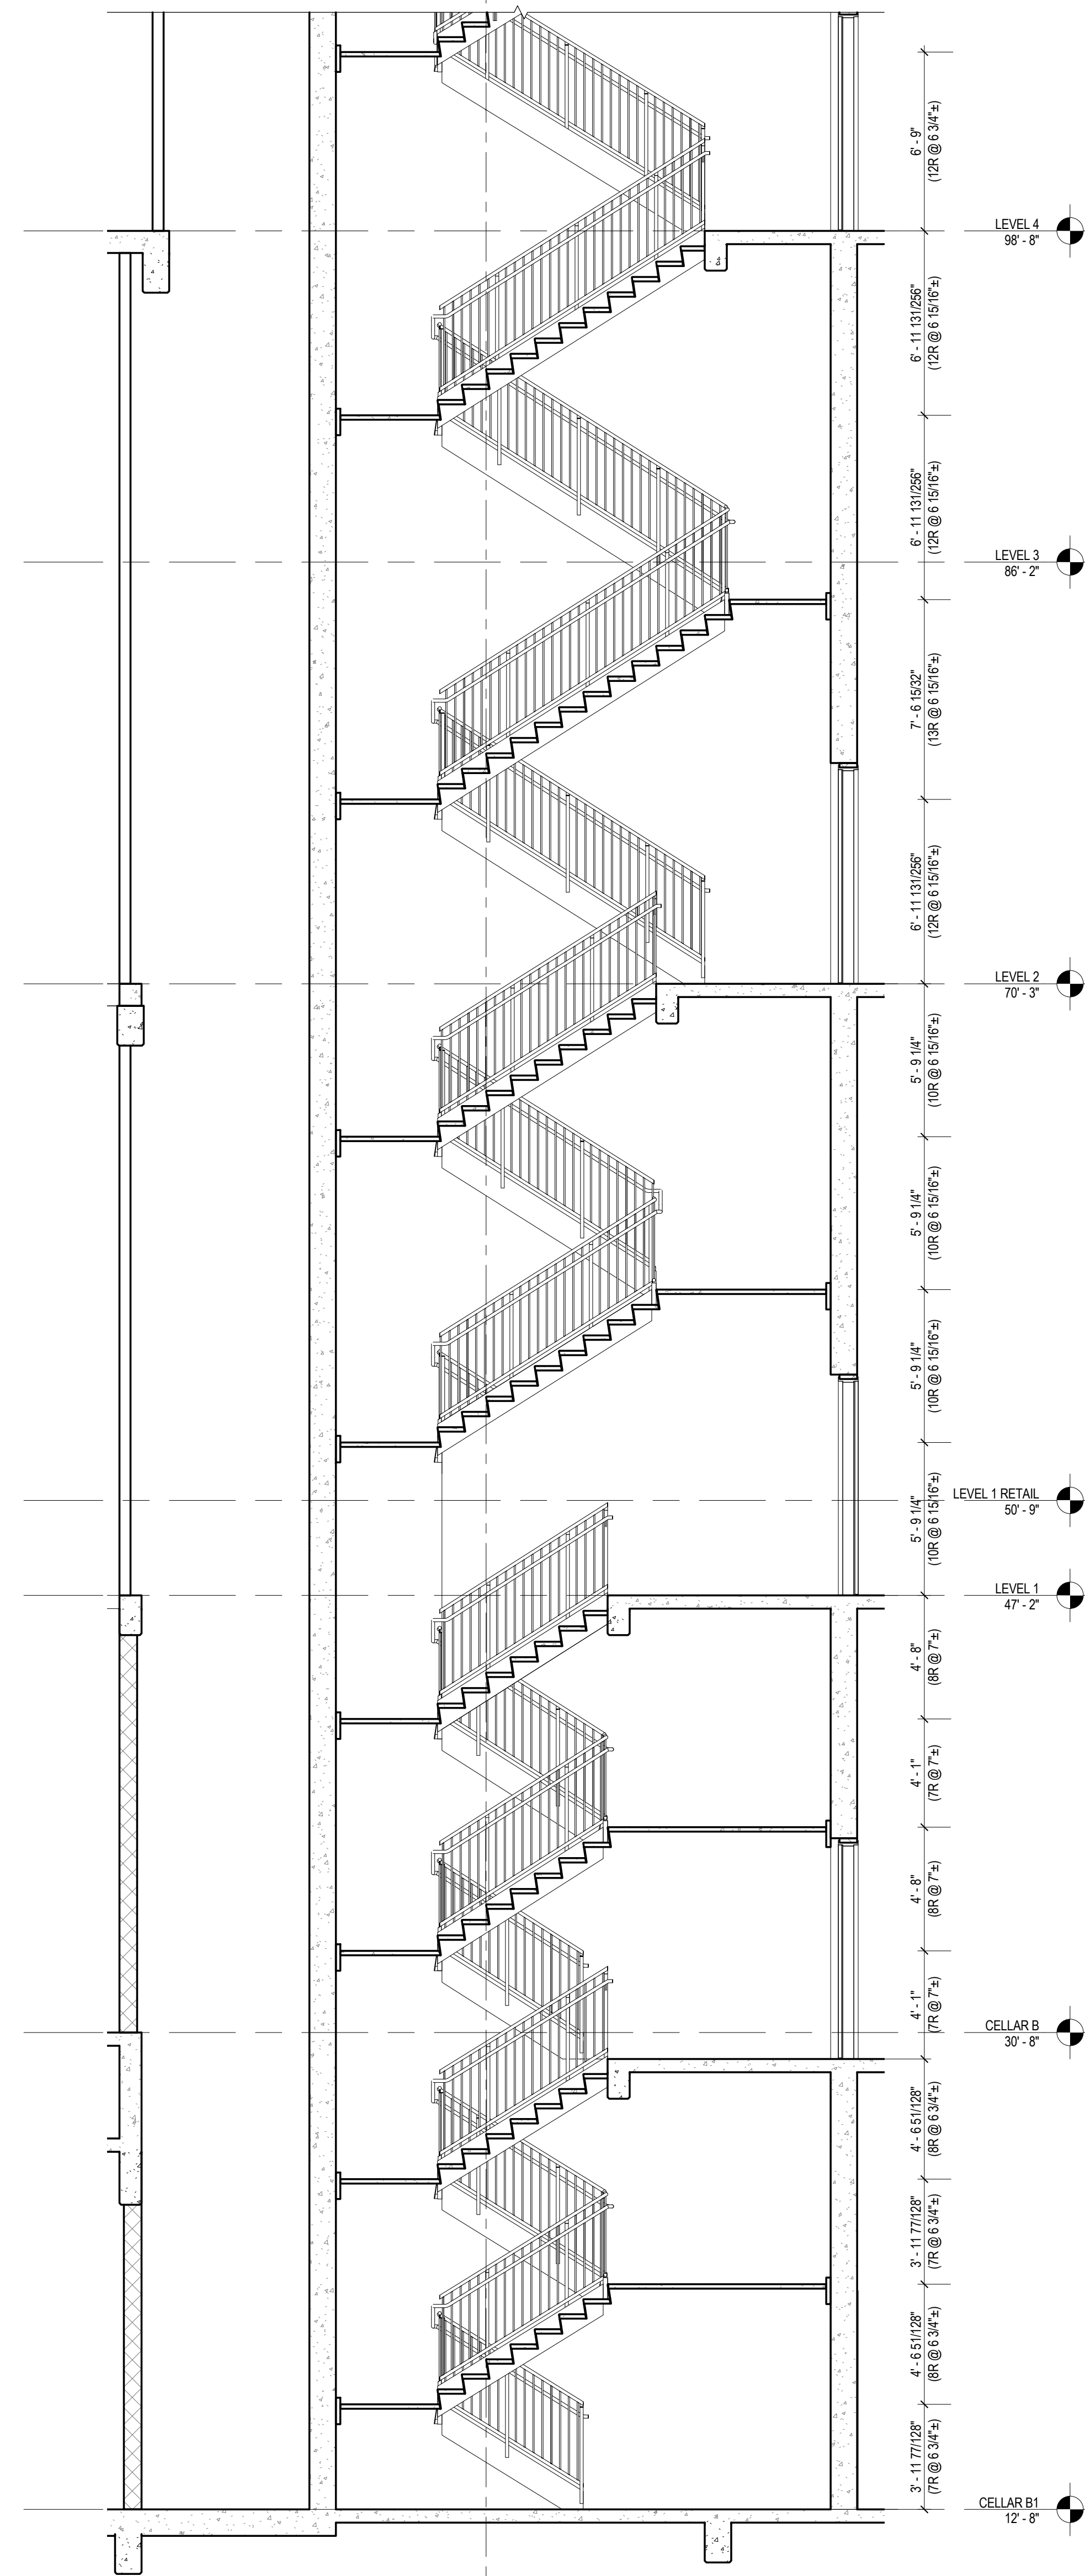 6' - 9"
(12R @ 6 3/4"±)
LEVEL 4
98' - 8"
6' - 11 131/256"
(12R @ 6 15/16"±)
6' - 11 131/256"
(12R @ 6 15/16"±)
LEVEL 3
86' - 2"
7' - 6 15/32"
(13R @ 6 15/16"±)
6' - 11 131/256"
(12R @ 6 15/16"±)
LEVEL 2
70' - 3"
5' - 9 1/4"
(10R @ 6 15/16"±)
5' - 9 1/4"
(10R @ 6 15/16"±)
5' - 9 1/4"
(10R @ 6 15/16"±)
5' - 9 1/4"
(10R @ 6 15/16"±)
LEVEL 1 RETAIL
50' - 9"
LEVEL 1
47' - 2"
4' - 8"
(8R @ 7"±)
4' - 1"
(7R @ 7"±)
4' - 8"
(8R @ 7"±)
4' - 1"
(7R @ 7"±)
CELLAR B
30' - 8"
4' - 6 51/128"
(8R @ 6 3/4"±)
3' - 11 77/128"
(7R @ 6 3/4"±)
4' - 6 51/128"
(8R @ 6 3/4"±)
3' - 11 77/128"
(7R @ 6 3/4"±)
CELLAR B1
12' - 8"